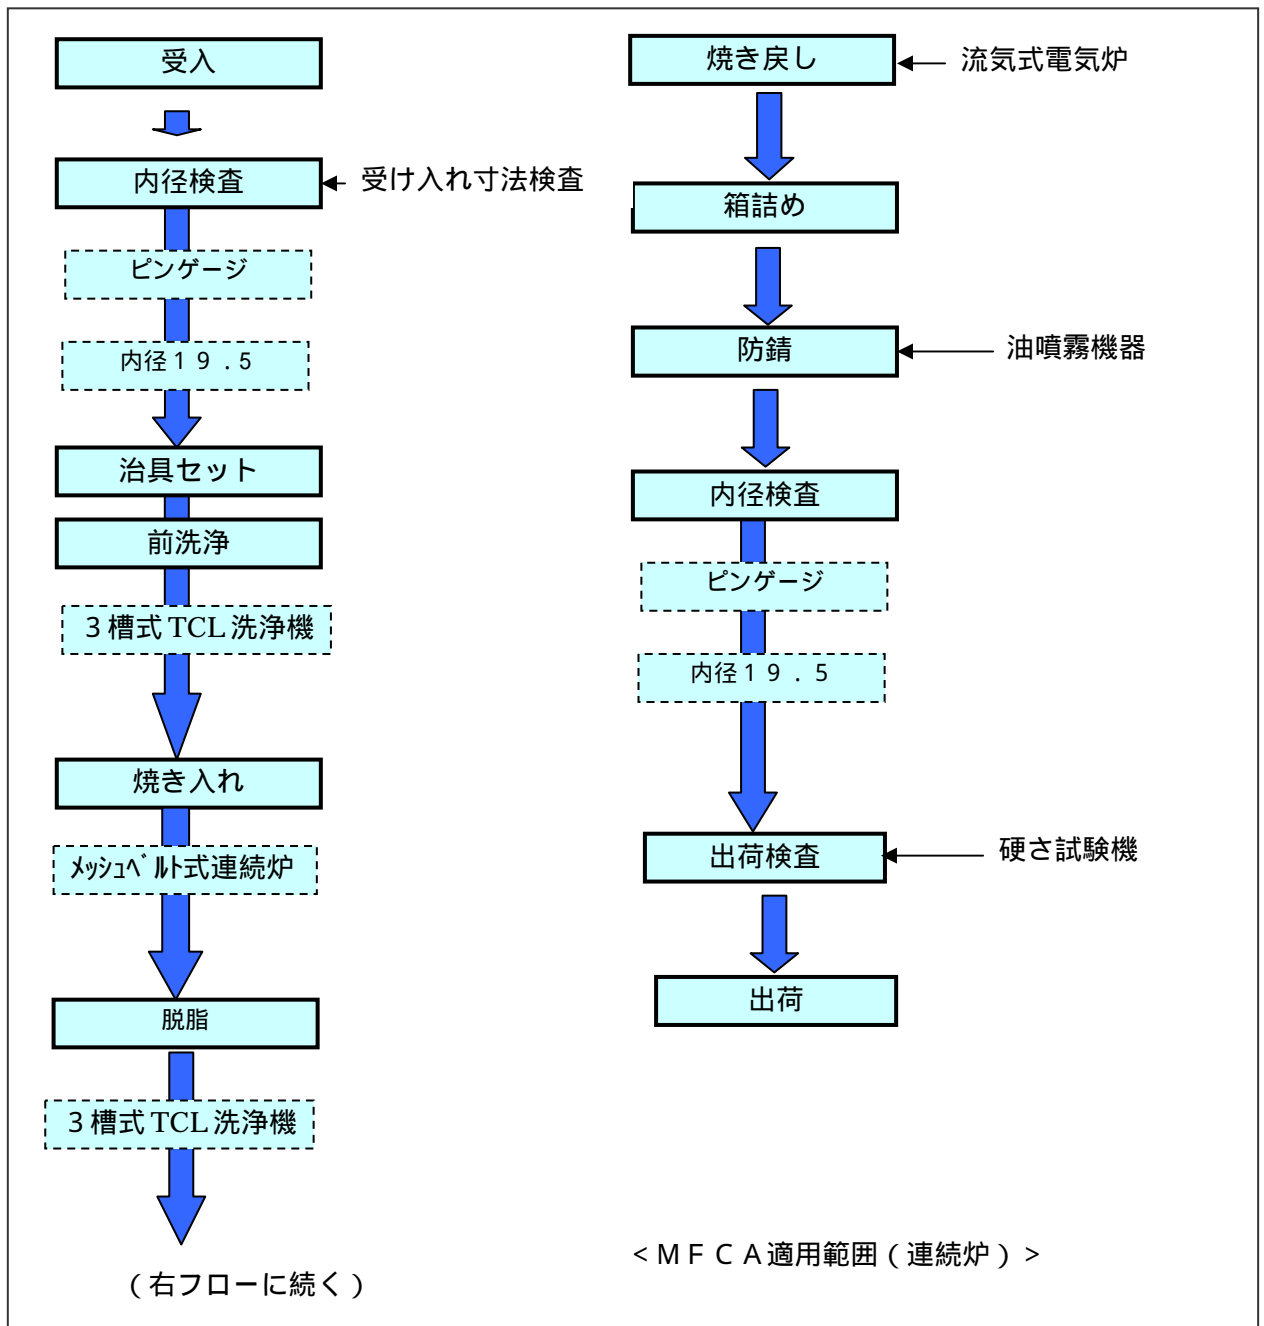 受入
内径検査
受け入れ寸法検査
ピンゲージ
内径１９．５
治具セット
前洗浄
３槽式TCL洗浄機
焼き入れ
ﾒｯｼｭﾍﾞﾙﾄ式連続炉
脱脂
３槽式TCL洗浄機
（右フローに続く）
焼き戻し
流気式電気炉
箱詰め
防錆
油噴霧機器
内径検査
ピンゲージ
内径１９．５
出荷検査
硬さ試験機
出荷
＜ＭＦＣＡ適用範囲（連続炉）＞